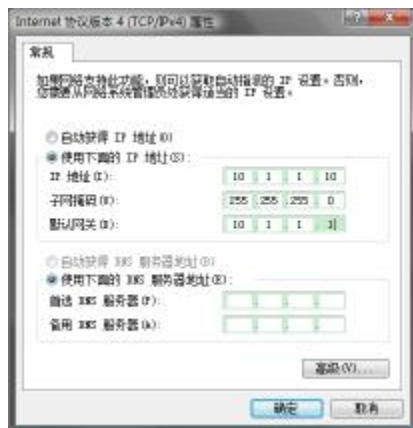 Internet 协议版本 4 (TCP/IPv4) 属性
常规
如果网络支持此功能，则可以获取自动指派的 IP 设置。否则，
您需要从网络系统管理员处获得适当的 IP 设置。
自动获得 IP 地址(O)
使用下面的 IP 地址(S):
IP 地址(I): 10 . 1 . 1 . 10
子网掩码(U): 255 . 255 . 255 . 0
默认网关(D): 10 . 1 . 1 . 1
自动获得 DNS 服务器地址(B)
使用下面的 DNS 服务器地址(E):
首选 DNS 服务器(P): . . .
备用 DNS 服务器(A): . . .
高级(V)...
确定
取消